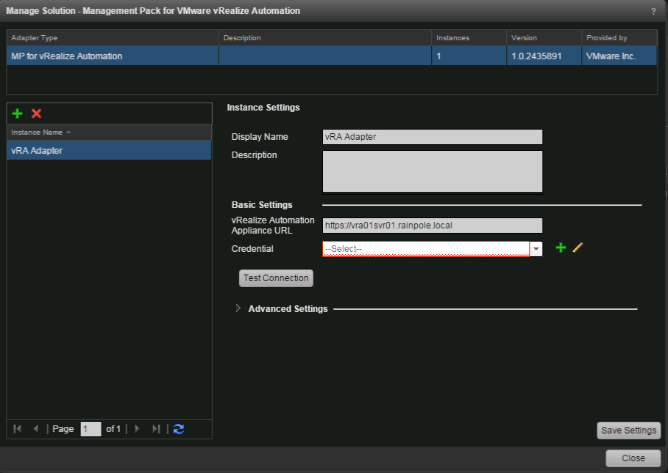 Manage Solution - Management Pack for VMware vRealize Automation ?
Adapter Type Description Instances Version Provided by
MP for vRealize Automation 1 1.0.2435891 VMware Inc.
Instance Name
vRA Adapter
Instance Settings
Display Name vRA Adapter
Description
Basic Settings
vRealize Automation
Appliance URL https://vra01svr01.rainpole.local
Credential --Select--
Test Connection
Advanced Settings
Page 1 of 1
Save Settings
Close